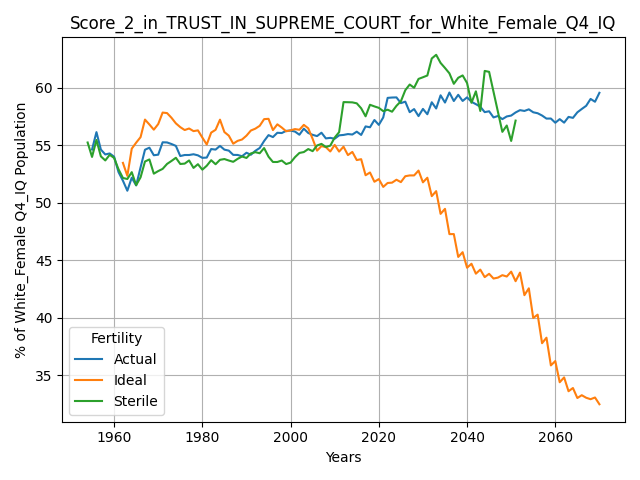 Score_2_in_TRUST_IN_SUPREME_COURT_for_White_Female_Q4_IQ
% of White_Female Q4_IQ Population
60
55
50
45
40
35
Fertility
Actual
Ideal
Sterile
1960 1980 2000 2020 2040 2060
Years